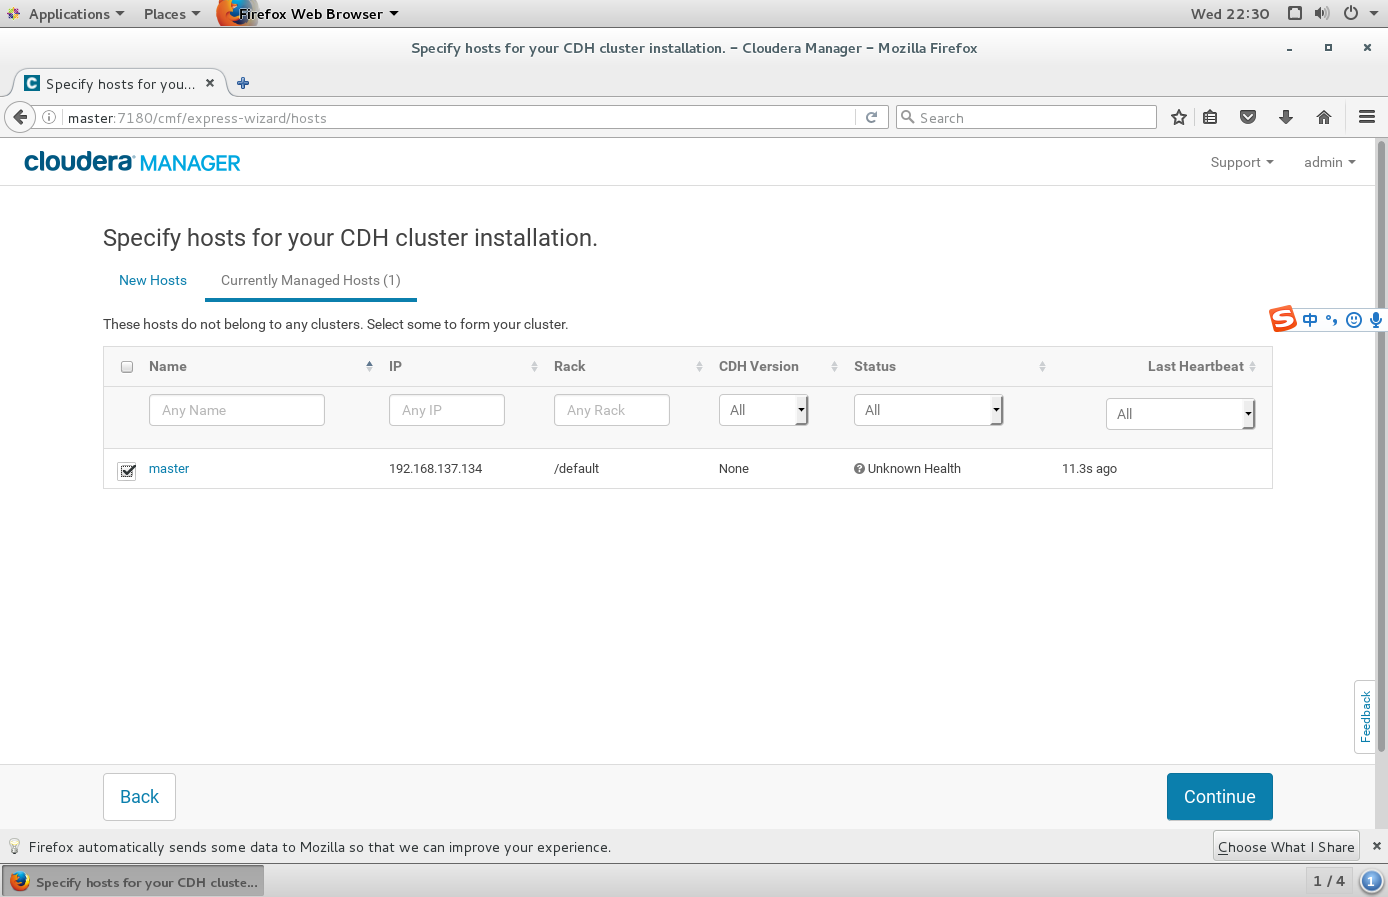 Applications Places Firefox Web Browser Wed 22:30
Specify hosts for your CDH cluster installation. - Cloudera Manager - Mozilla Firefox
Specify hosts for you...
master:7180/cmf/express-wizard/hosts Search
cloudera MANAGER Support admin
Specify hosts for your CDH cluster installation.
New Hosts Currently Managed Hosts (1)
These hosts do not belong to any clusters. Select some to form your cluster.
中
Name IP Rack CDH Version Status Last Heartbeat
Any Name Any IP Any Rack All All All
master 192.168.137.134 /default None Unknown Health 11.3s ago
Feedback
Back Continue
Firefox automatically sends some data to Mozilla so that we can improve your experience. Choose What I Share
Specify hosts for your CDH cluste... 1 / 4 1